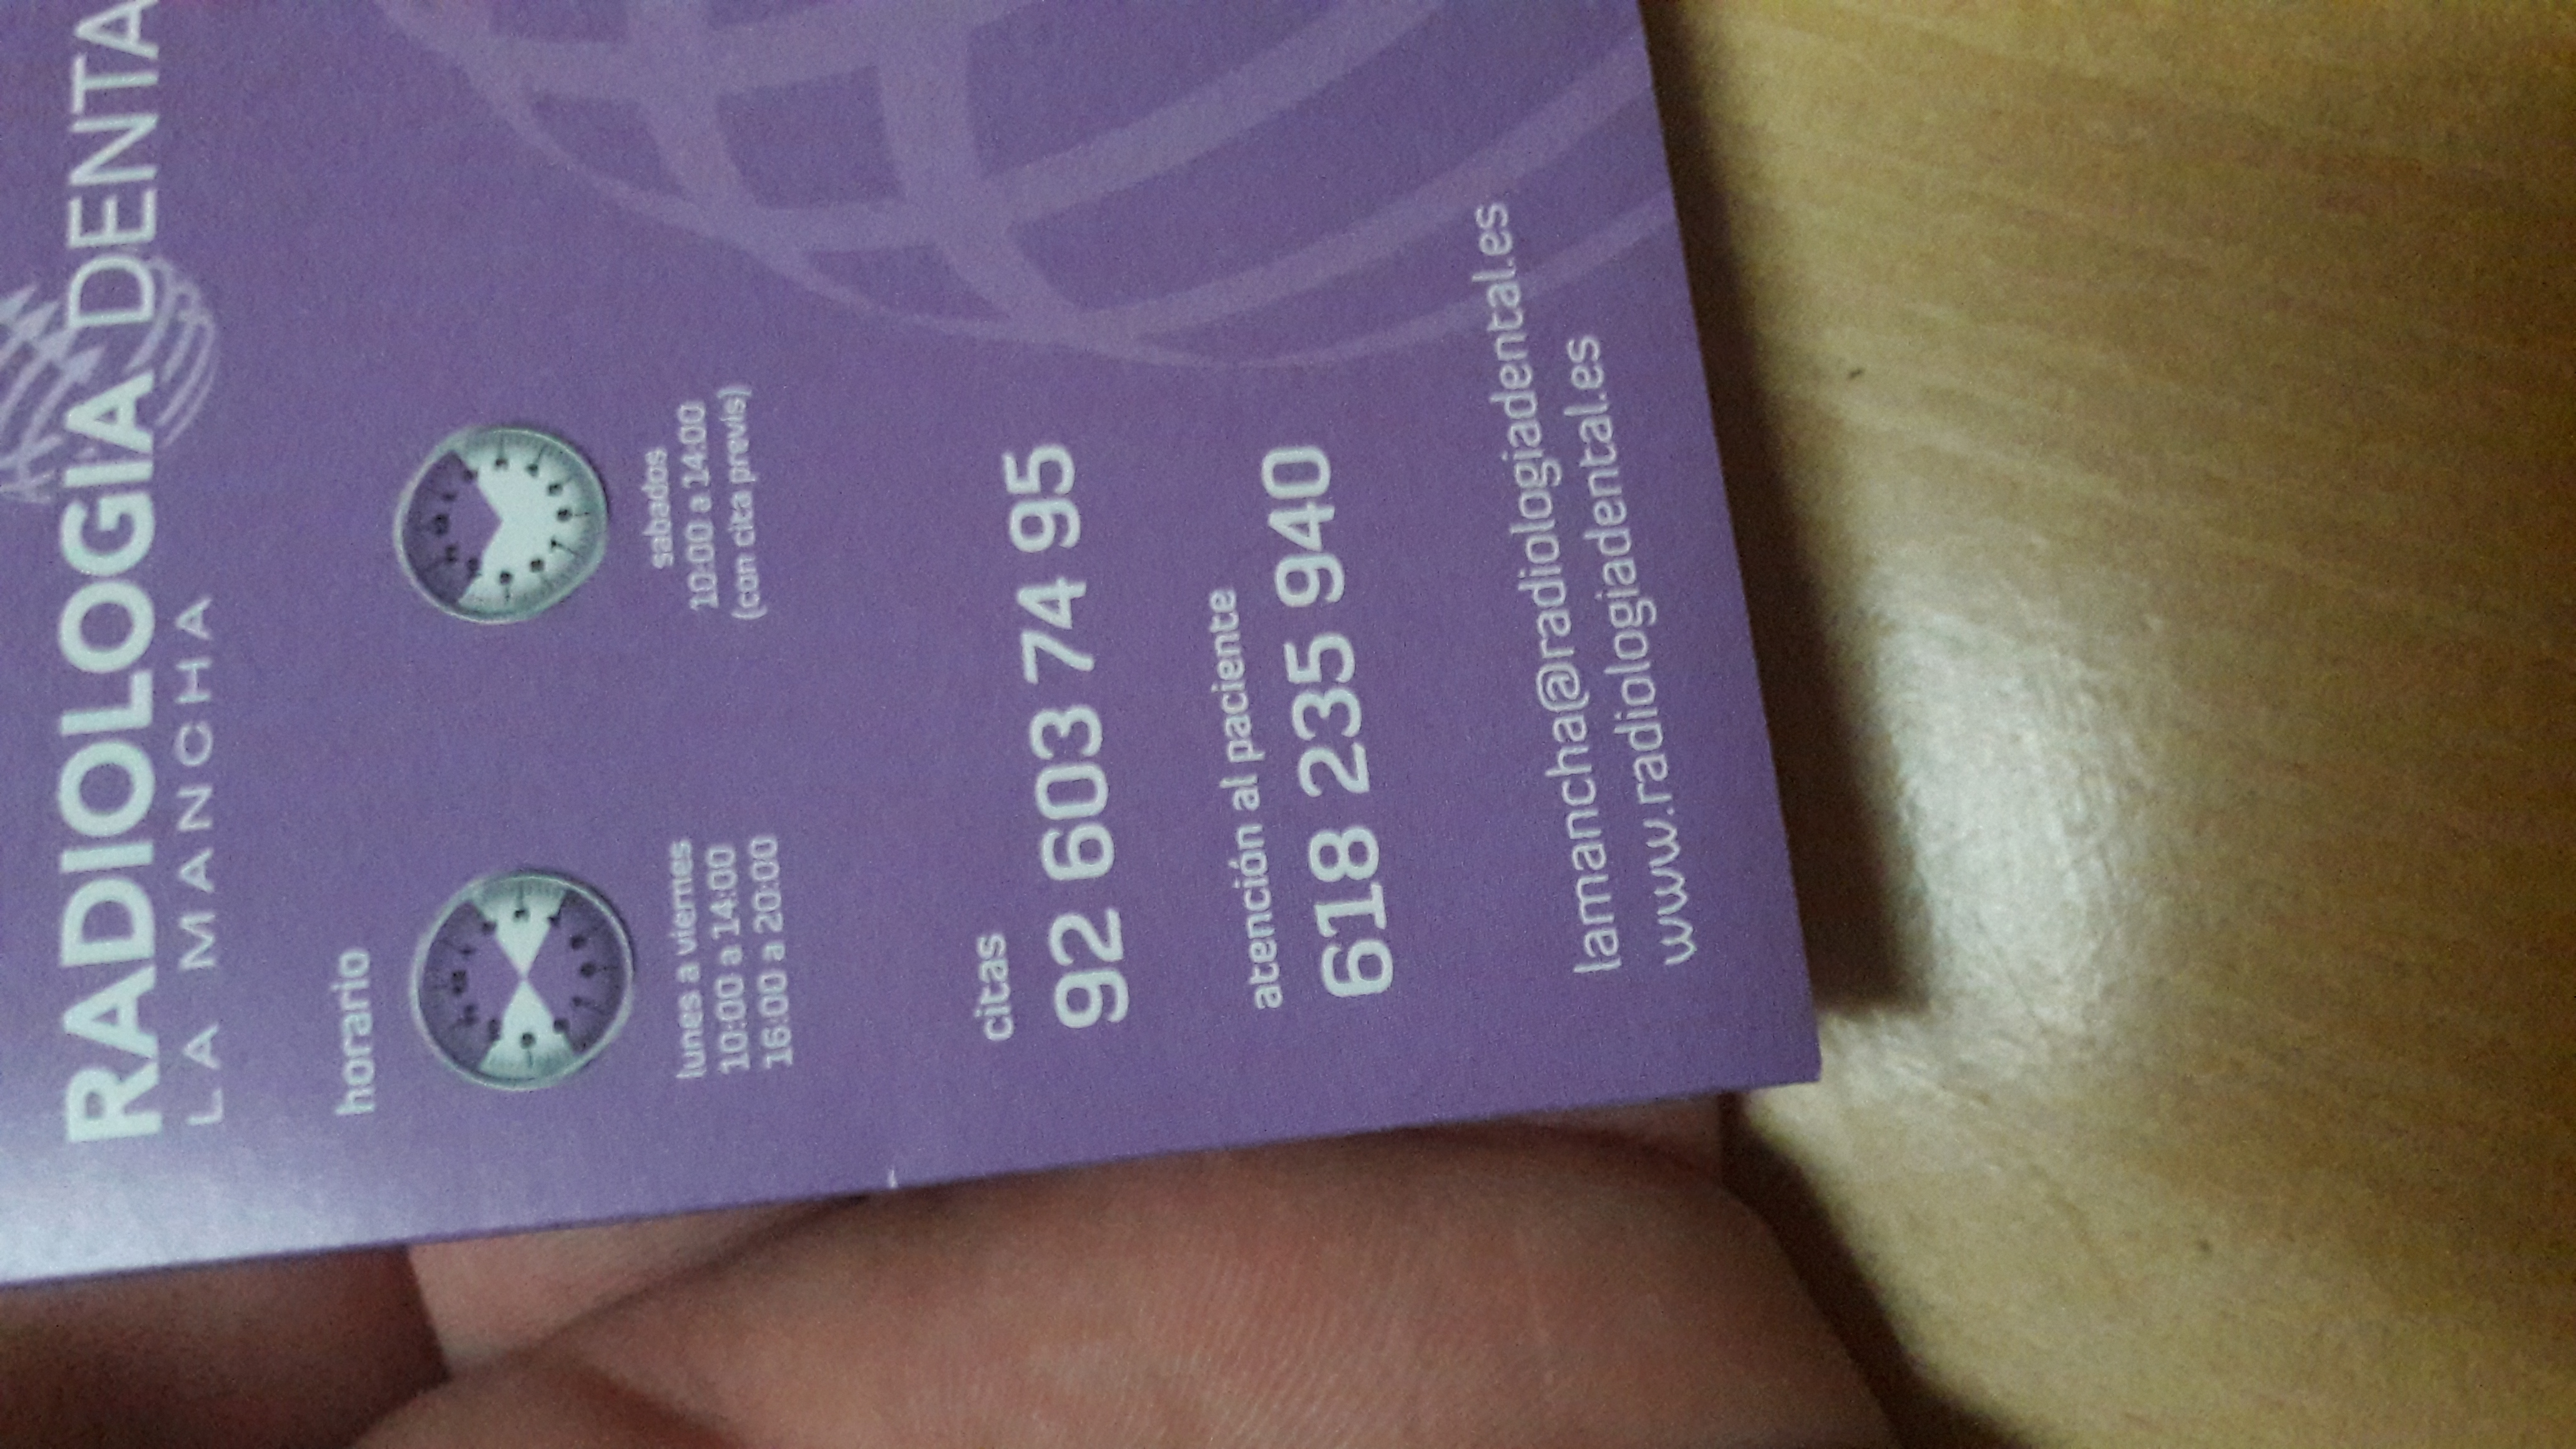 RADIOLOGIA DENTA
LA MANCHA
horario
lunes a viernes
10:00 a 14:00
16:00 a 20:00
sabados
10:00 a 14:00
(con cita previs)
citas
92 603 74 95
atención al paciente
618 235 940
lamancha@radiologiadental.es
www.radiologiadental.es